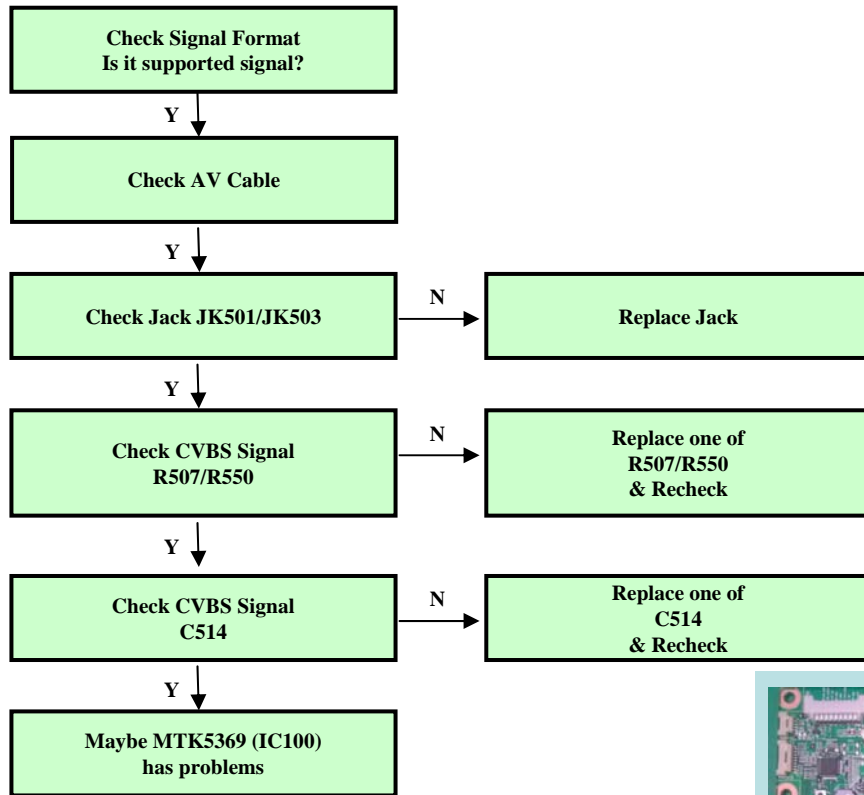 Check Signal Format
Is it supported signal?
Y
Check AV Cable
Y
Check Jack JK501/JK503
N
Replace Jack
Y
Check CVBS Signal
R507/R550
N
Replace one of
R507/R550
& Recheck
Y
Check CVBS Signal
C514
N
Replace one of
C514
& Recheck
Y
Maybe MTK5369 (IC100)
has problems